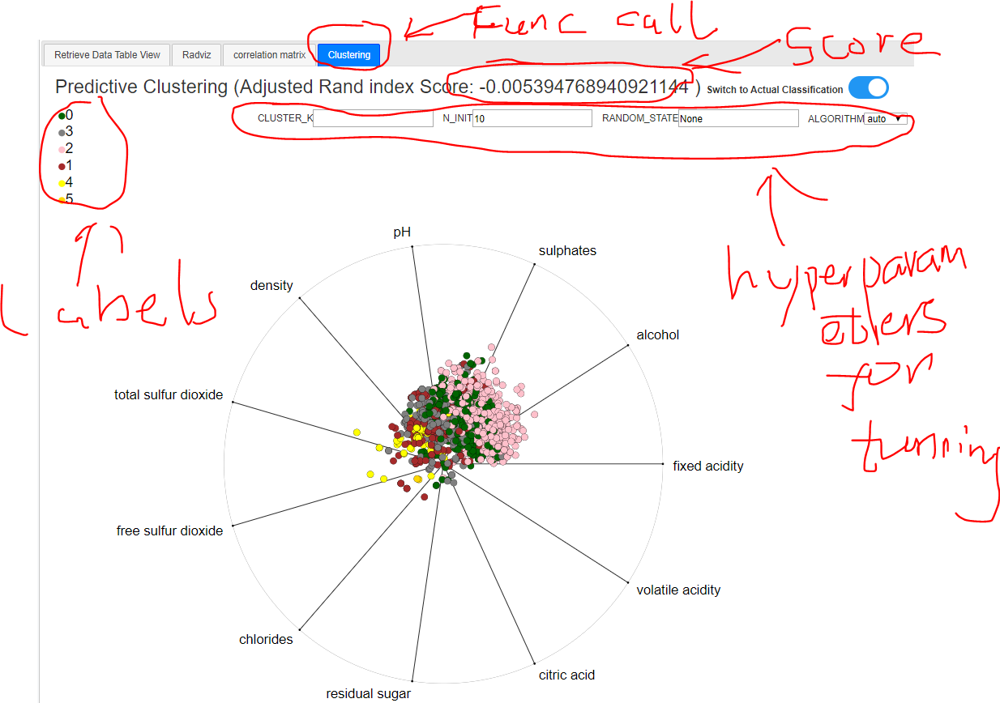 Func call
Score
Retrieve Data Table View Radviz correlation matrix Clustering
Predictive Clustering (Adjusted Rand index Score: -0.005394768940921144 ) Switch to Actual Classification
CLUSTER_K N_INIT 10 RANDOM_STATE None ALGORITHM auto
0
3
2
1
4
5
Labels
hyperparam
eters
for
tunning
pH
sulphates
density
alcohol
total sulfur dioxide
fixed acidity
free sulfur dioxide
volatile acidity
chlorides
citric acid
residual sugar